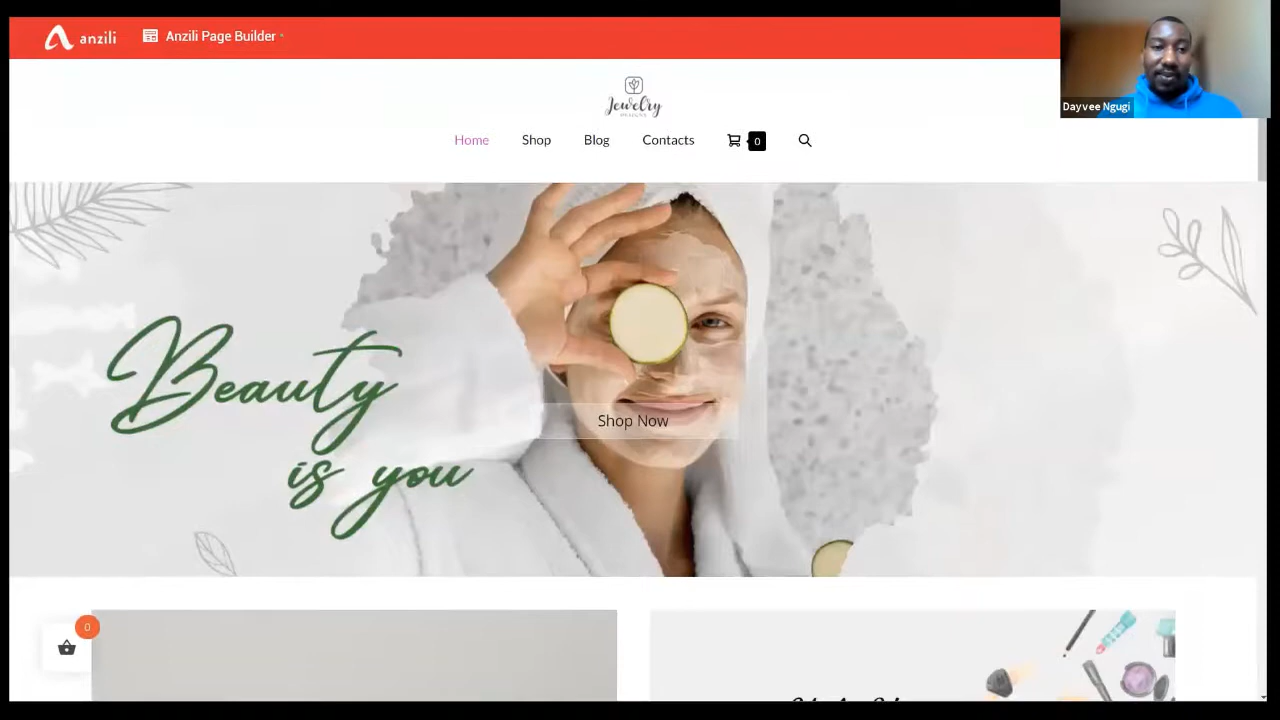 anzili
Anzili Page Builder
Dayvee Ngugi
Jewelry
Home
Shop
Blog
Contacts
0
Beauty
is you
Shop Now
0